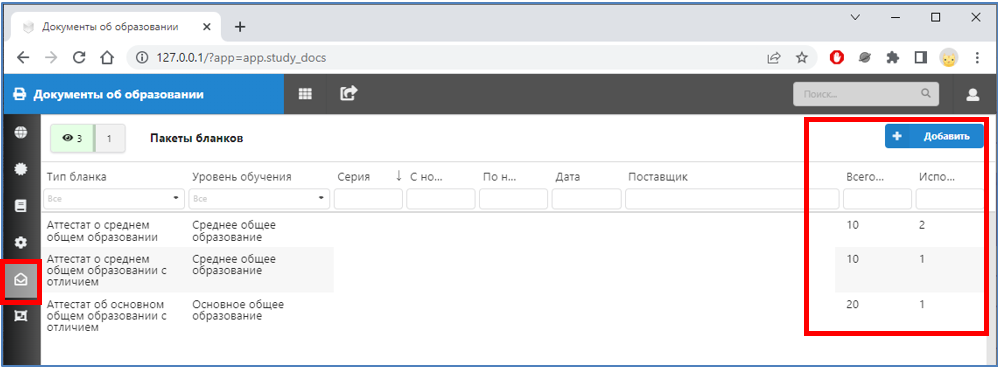 Документы об образовании
127.0.0.1/?app=app.study_docs
Документы об образовании
Поиск...
3 1 Пакеты бланков
Добавить
Тип бланка Уровень обучения Серия С но... По н... Дата Поставщик Всего... Испо...
Все Все
Аттестат о среднем
общем образовании
Среднее общее
образование
10 2
Аттестат о среднем
общем образовании с
отличием
Среднее общее
образование
10 1
Аттестат об основном
общем образовании с
отличием
Основное общее
образование
20 1